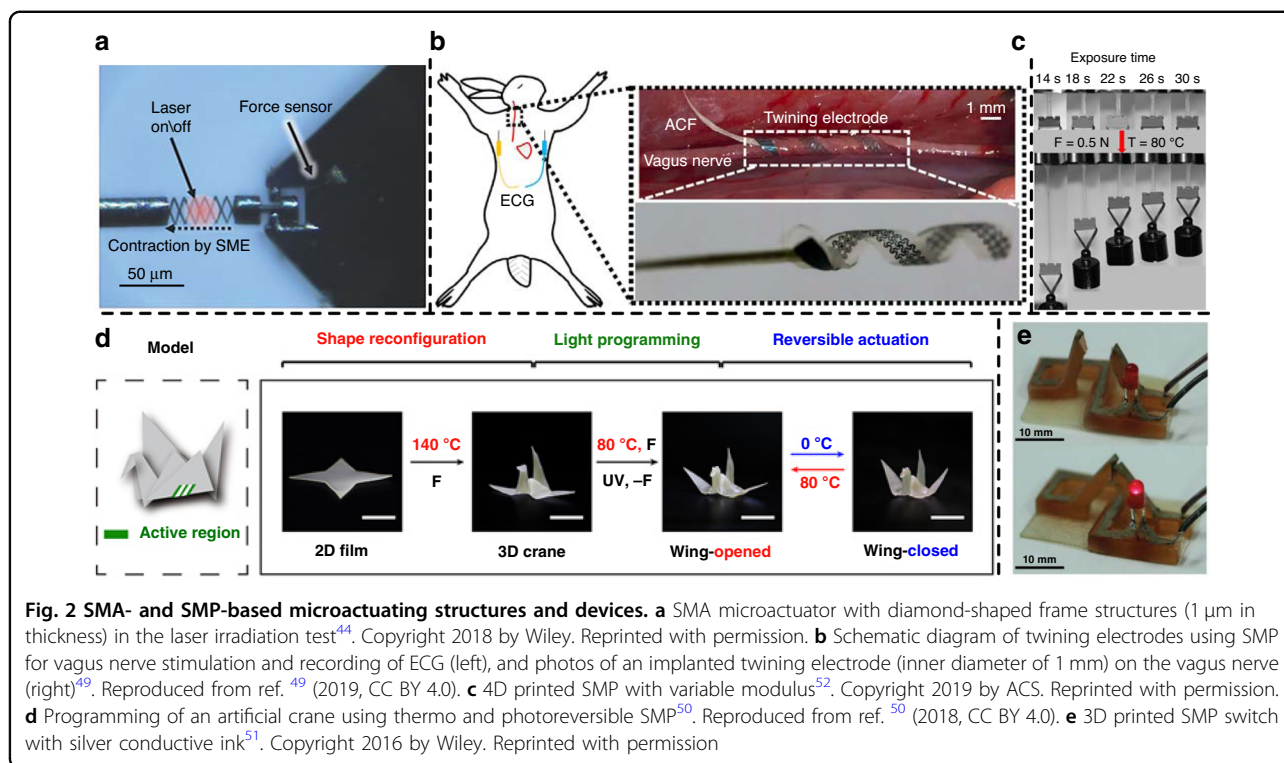 a
Laser
on\off
Force sensor
Contraction by SME
50 μm
b
ECG
ACF
Vagus nerve
Twining electrode
1 mm
c
Exposure time
14 s 18 s 22 s 26 s 30 s
F = 0.5 N
T = 80 °C
d
Model
Active region
Shape reconfiguration
Light programming
Reversible actuation
140 °C
F
80 °C, F
UV, –F
0 °C
80 °C
2D film
3D crane
Wing-opened
Wing-closed
e
10 mm
10 mm
Fig. 2 SMA- and SMP-based microactuating structures and devices. a SMA microactuator with diamond-shaped frame structures (1 μm in
thickness) in the laser irradiation test44. Copyright 2018 by Wiley. Reprinted with permission. b Schematic diagram of twining electrodes using SMP
for vagus nerve stimulation and recording of ECG (left), and photos of an implanted twining electrode (inner diameter of 1 mm) on the vagus nerve
(right)49. Reproduced from ref. 49 (2019, CC BY 4.0). c 4D printed SMP with variable modulus52. Copyright 2019 by ACS. Reprinted with permission.
d Programming of an artificial crane using thermo and photoreversible SMP50. Reproduced from ref. 50 (2018, CC BY 4.0). e 3D printed SMP switch
with silver conductive ink51. Copyright 2016 by Wiley. Reprinted with permission